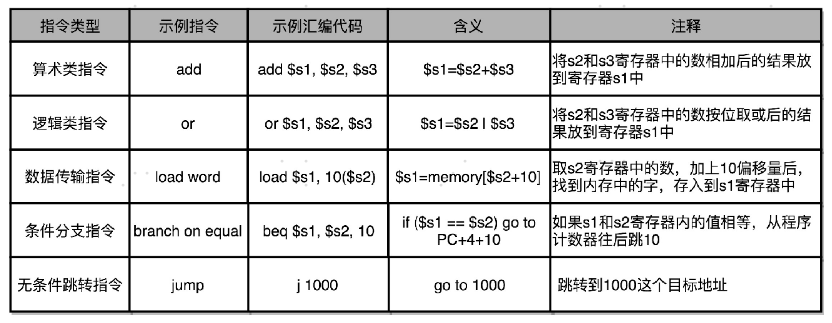 指令类型 示例指令 示例汇编代码 含义 注释
算术类指令 add add $s1, $s2, $s3 $s1=$s2+$s3 将s2和s3寄存器中的数相加后的结果放
到寄存器s1中
逻辑类指令 or or $s1, $s2, $s3 $s1=$s2 | $s3 将s2和s3寄存器中的数按位取或后的结
果放到寄存器s1中
数据传输指令 load word load $s1, 10($s2) $s1=memory[$s2+10] 取s2寄存器中的数，加上10偏移量后，
找到内存中的字，存入到s1寄存器中
条件分支指令 branch on equal beq $s1, $s2, 10 if ($s1 == $s2) go to
PC+4+10 如果s1和s2寄存器内的值相等，从程序
计数器往后跳10
无条件跳转指令 jump j 1000 go to 1000 跳转到1000这个目标地址